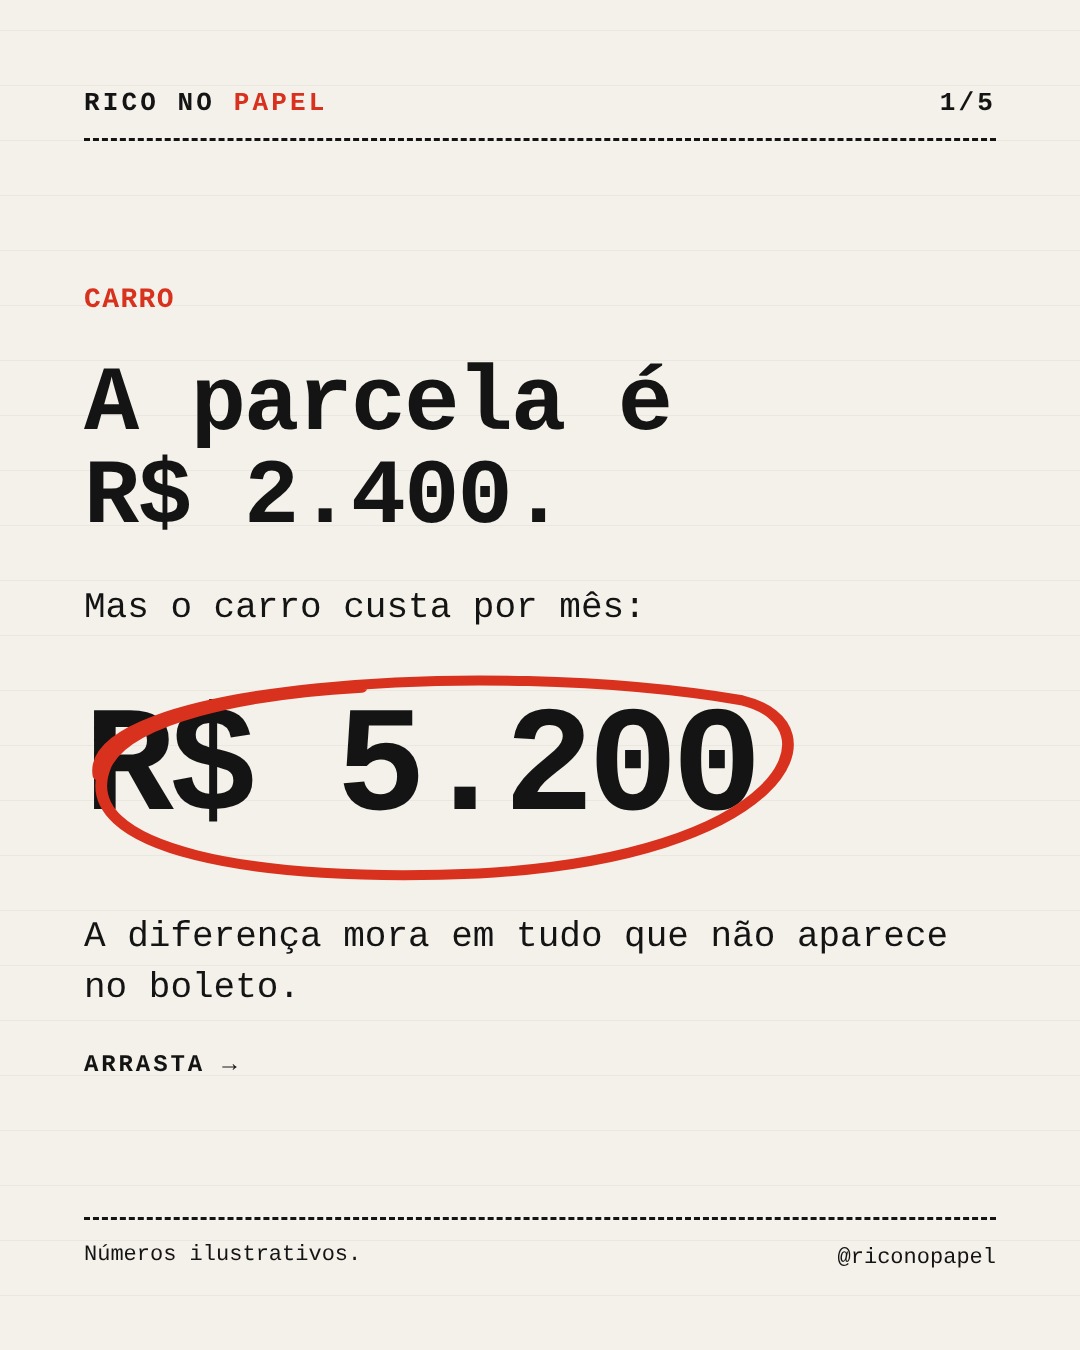 RICO NO PAPEL
1/5
CARRO
A parcela é
R$ 2.400.
Mas o carro custa por mês:
R$ 5.200
A diferença mora em tudo que não aparece
no boleto.
ARRASTA →
Números ilustrativos.
@riconopapel